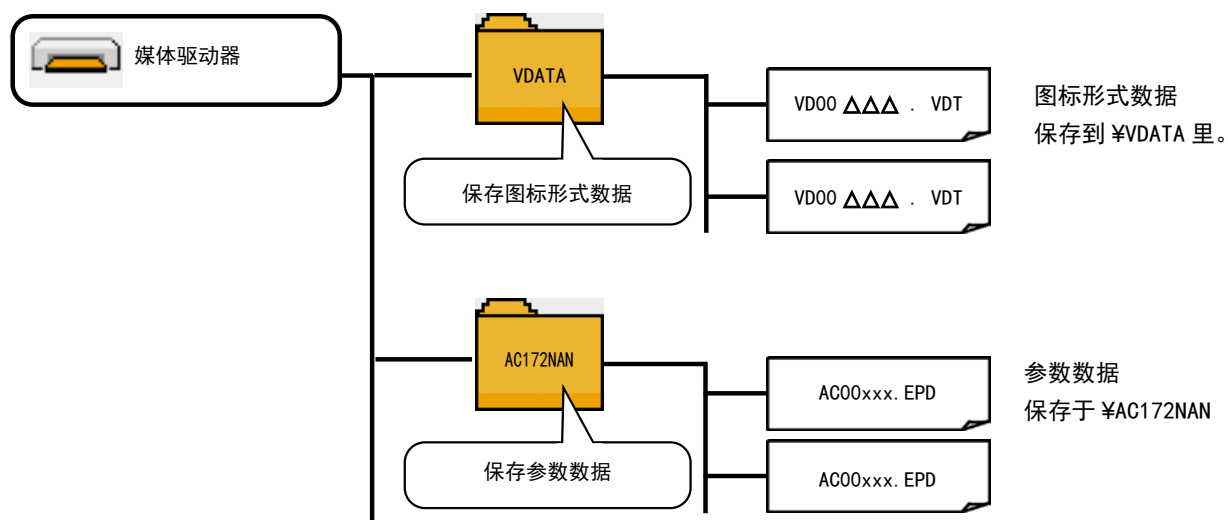 媒体驱动器
VDATA
保存图标形式数据
VD00 △△△ . VDT
VD00 △△△ . VDT
图标形式数据
保存到 ¥VDATA 里。
AC172NAN
保存参数数据
AC00xxx.EPD
AC00xxx.EPD
参数数据
保存于 ¥AC172NAN